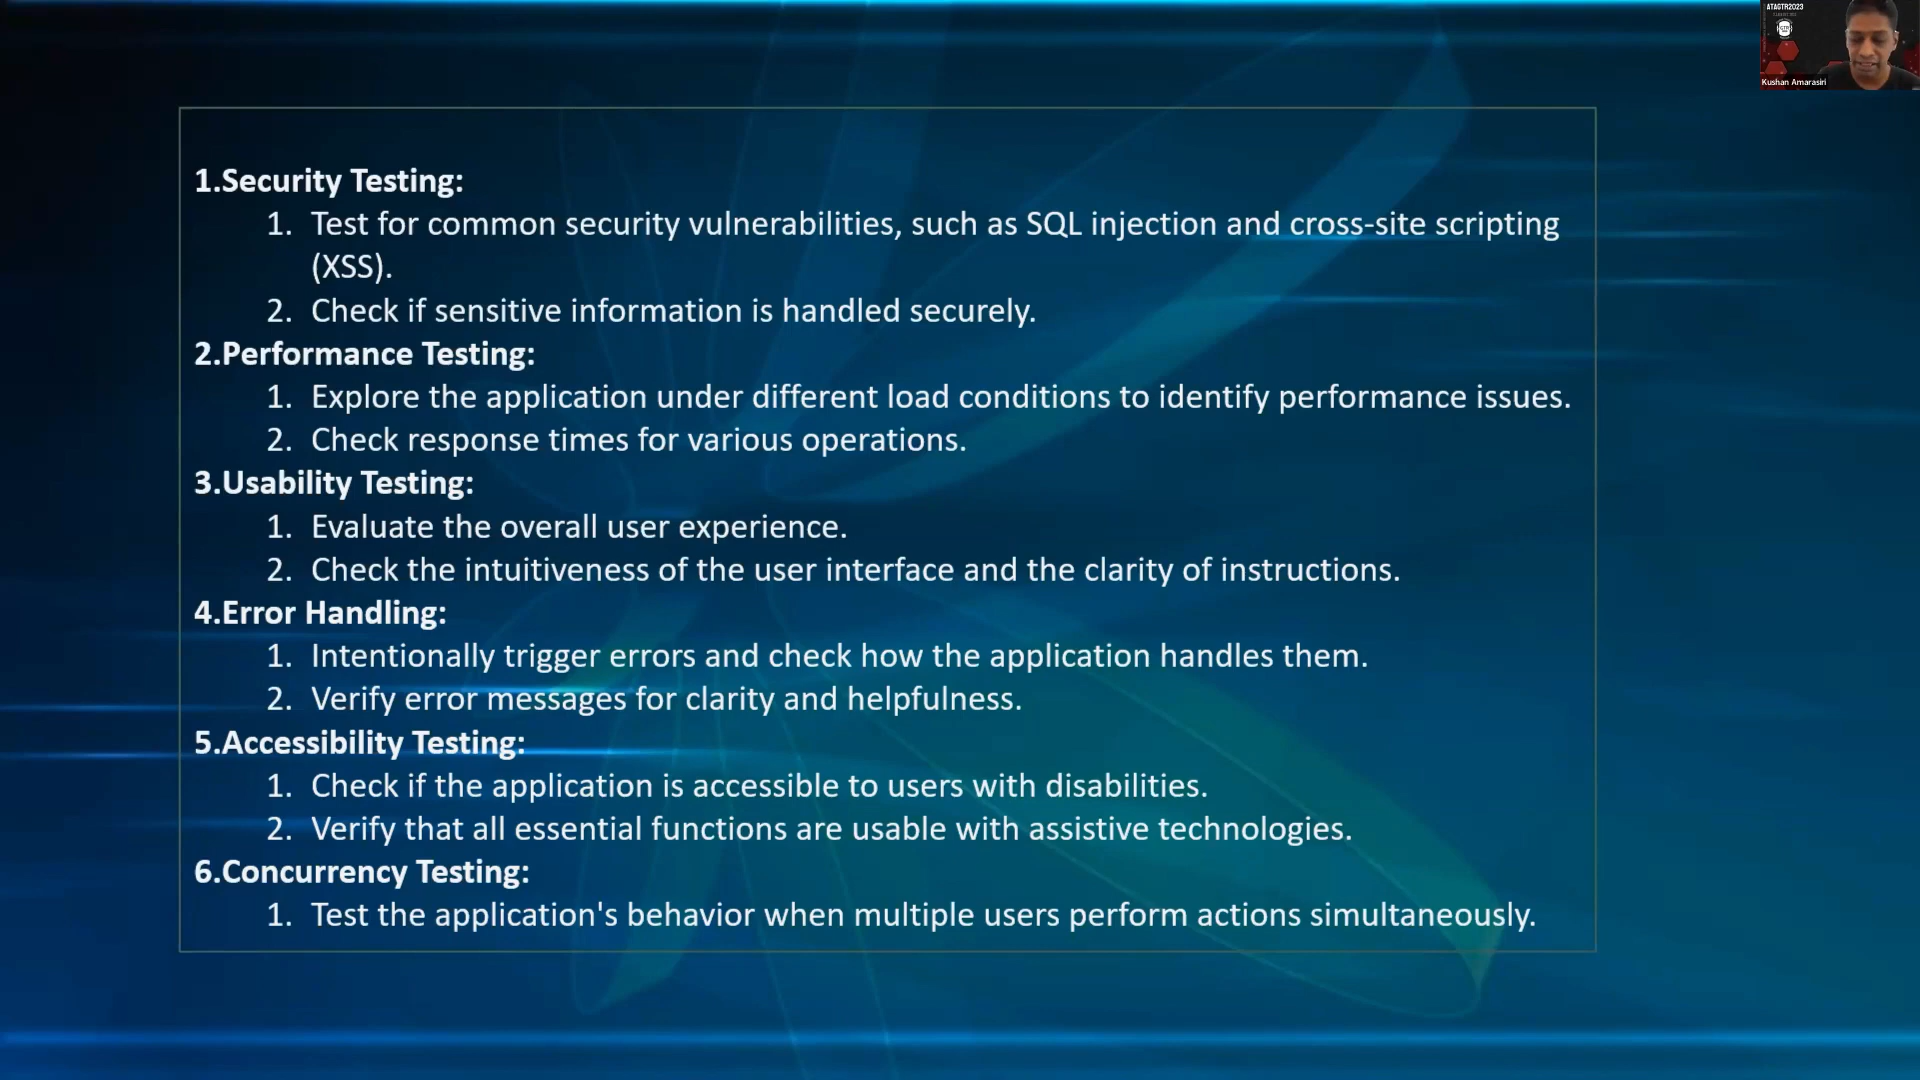 ATAGTR2023
Kushan Amarasiri
1.Security Testing:
1. Test for common security vulnerabilities, such as SQL injection and cross-site scripting
(XSS).
2. Check if sensitive information is handled securely.
2.Performance Testing:
1. Explore the application under different load conditions to identify performance issues.
2. Check response times for various operations.
3.Usability Testing:
1. Evaluate the overall user experience.
2. Check the intuitiveness of the user interface and the clarity of instructions.
4.Error Handling:
1. Intentionally trigger errors and check how the application handles them.
2. Verify error messages for clarity and helpfulness.
5.Accessibility Testing:
1. Check if the application is accessible to users with disabilities.
2. Verify that all essential functions are usable with assistive technologies.
6.Concurrency Testing:
1. Test the application's behavior when multiple users perform actions simultaneously.